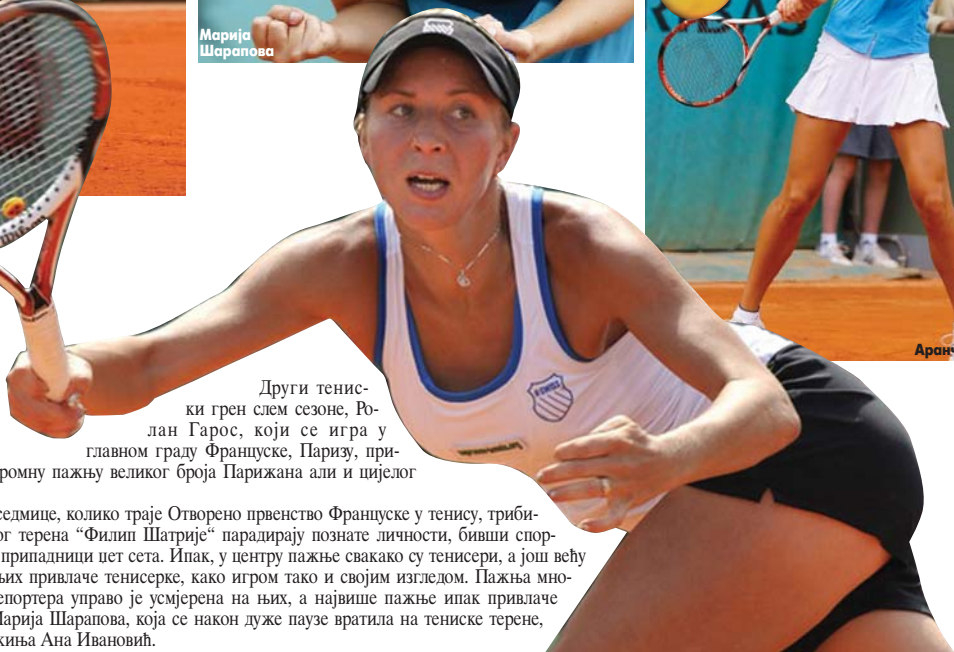 Марија
Шарапова
Аранч
Други тенис-
ки грен слем сезоне, Ро-
лан Гарос, који се игра у
главном граду Француске, Паризу, при-
ромну пажњу великог броја Парижана али и цијелог
седмице, колико траје Отворено првенство Француске у тенису, триби-
ог терена “Филип Шатрије“ парадирају познате личности, бивши спор-
припадници џет сета. Ипак, у центру пажње свакако су тенисери, а још већу
њих привлаче тенисерке, како игром тако и својим изгледом. Пажња мно-
епортера управо је усмјерена на њих, а највише пажње ипак привлаче
Марија Шарапова, која се након дуже паузе вратила на тениске терене,
киња Ана Ивановић.